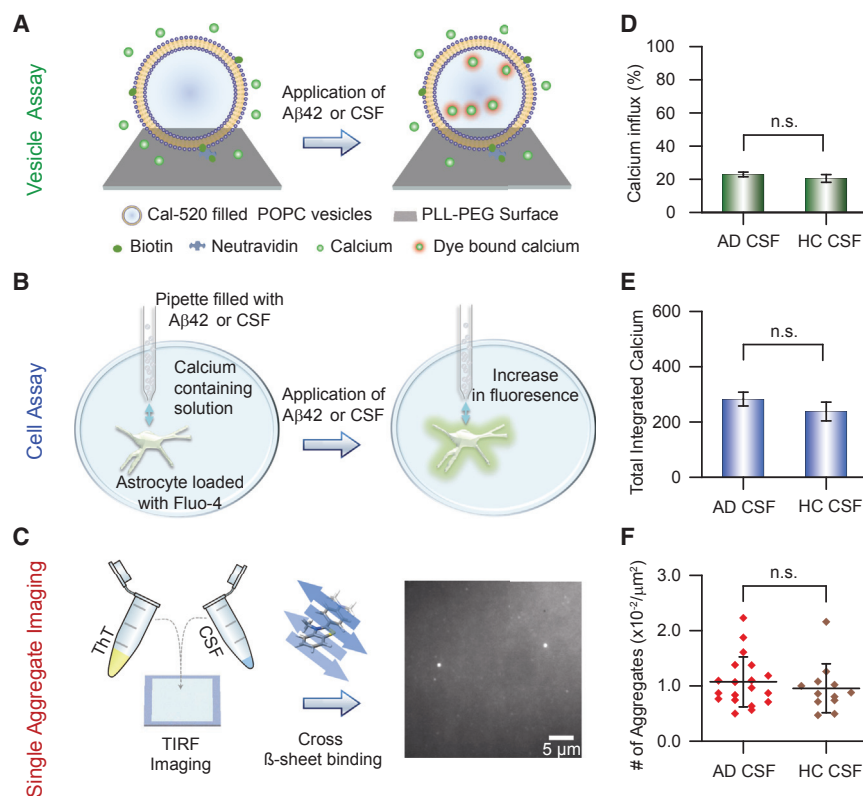 A
Vesicle Assay
Application of
Aβ42 or CSF
Cal-520 filled POPC vesicles
PLL-PEG Surface
Biotin
Neutravidin
Calcium
Dye bound calcium
B
Cell Assay
Pipette filled with
Aβ42 or CSF
Calcium
containing
solution
Astrocyte loaded
with Fluo-4
Application of
Aβ42 or CSF
Increase
in fluoresence
C
Single Aggregate Imaging
ThT
CSF
TIRF
Imaging
Cross
ß-sheet binding
5 µm
D
Calcium influx (%)
100
80
60
40
20
0
n.s.
AD CSF
HC CSF
E
Total Integrated Calcium
600
400
200
0
n.s.
AD CSF
HC CSF
F
# of Aggregates (x10-2/µm2)
3.0
2.0
1.0
0.0
n.s.
AD CSF
HC CSF